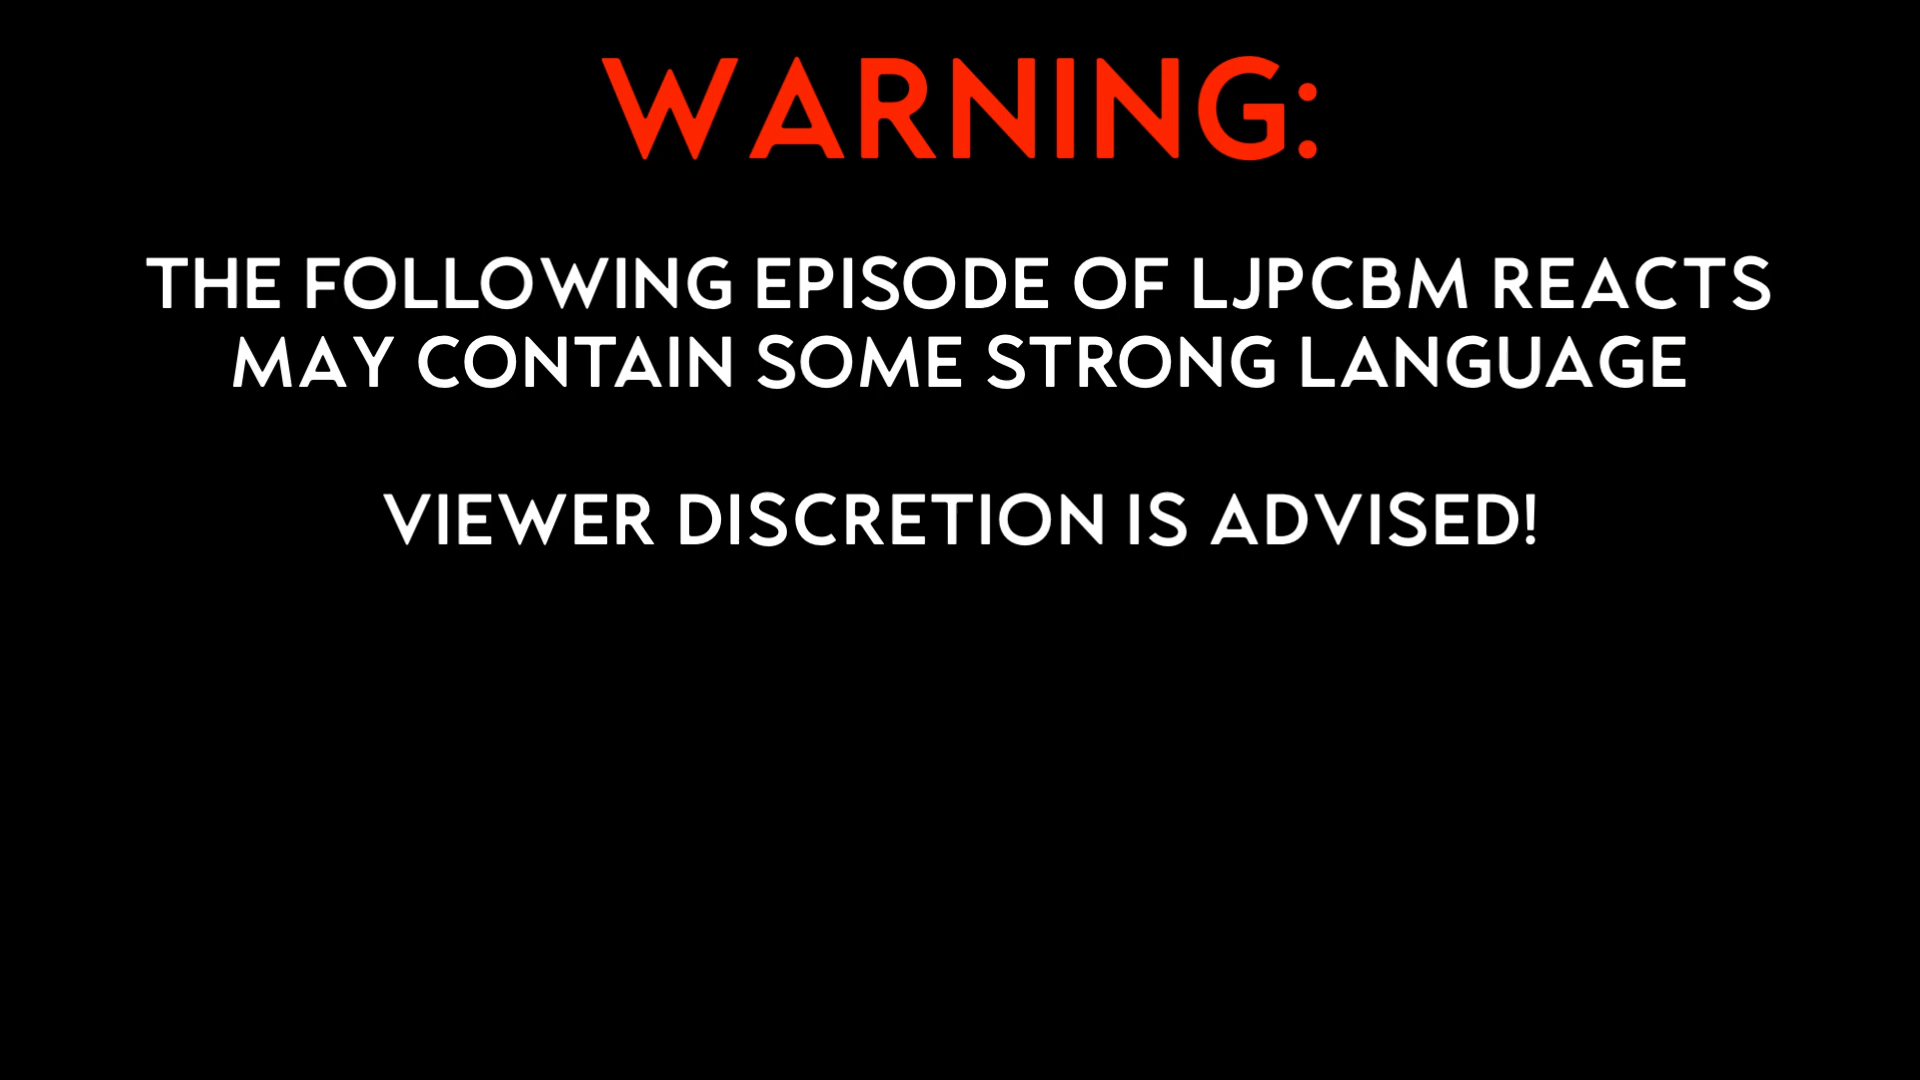 WARNING:
THE FOLLOWING EPISODE OF LJPCBM REACTS
MAY CONTAIN SOME STRONG LANGUAGE
VIEWER DISCRETION IS ADVISED!